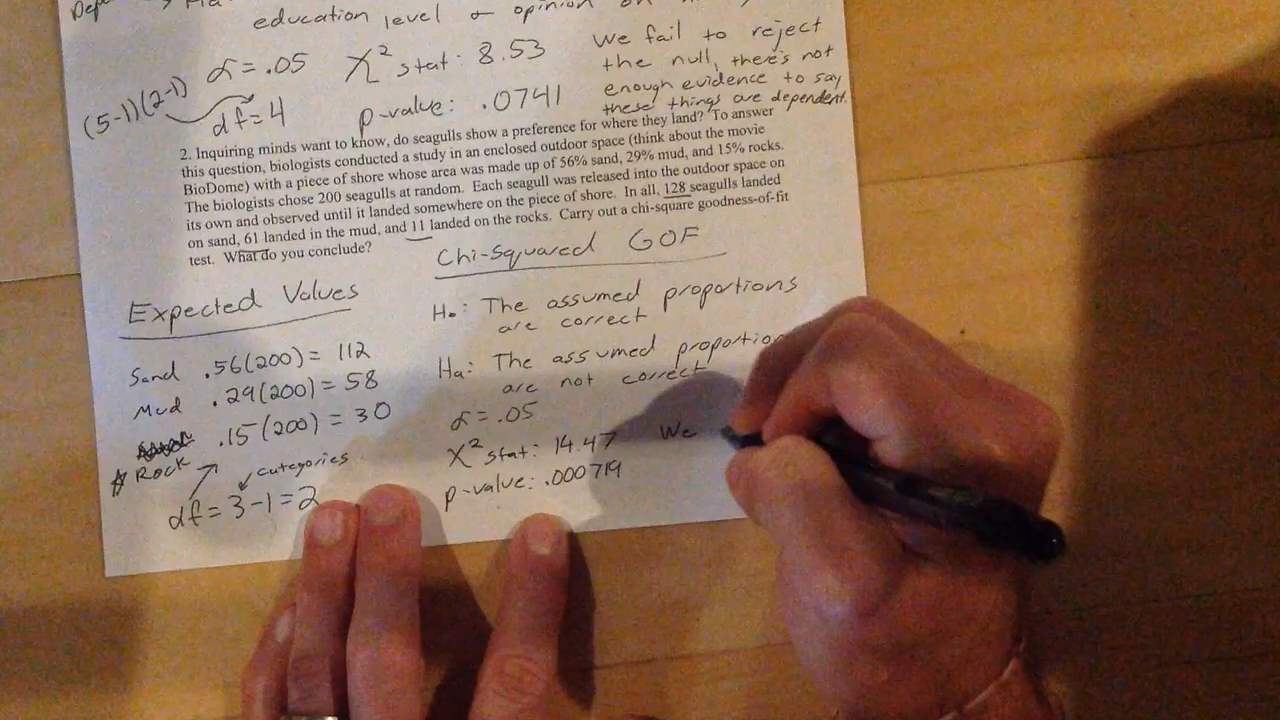 education level & opinion on
(5-1)(2-1) α = .05 X² stat: 8.53
df=4 p-value: .0741
We fail to reject
the null, there's not
enough evidence to say
these things are dependent.
2. Inquiring minds want to know, do seagulls show a preference for where they land? To answer
this question, biologists conducted a study in an enclosed outdoor space (think about the movie
BioDome) with a piece of shore whose area was made up of 56% sand, 29% mud, and 15% rocks.
The biologists chose 200 seagulls at random. Each seagull was released into the outdoor space on
its own and observed until it landed somewhere on the piece of shore. In all, 128 seagulls landed
on sand, 61 landed in the mud, and 11 landed on the rocks. Carry out a chi-square goodness-of-fit
test. What do you conclude?
Chi-Squared GOF
Expected Values
Sand .56(200) = 112
Mud .29(200) = 58
Rock .15(200) = 30
categories
df = 3-1 = 2
H₀: The assumed proportions
are correct
Ha: The assumed proportion
are not correct
α = .05
X² stat: 14.47 We
p-value: .000719